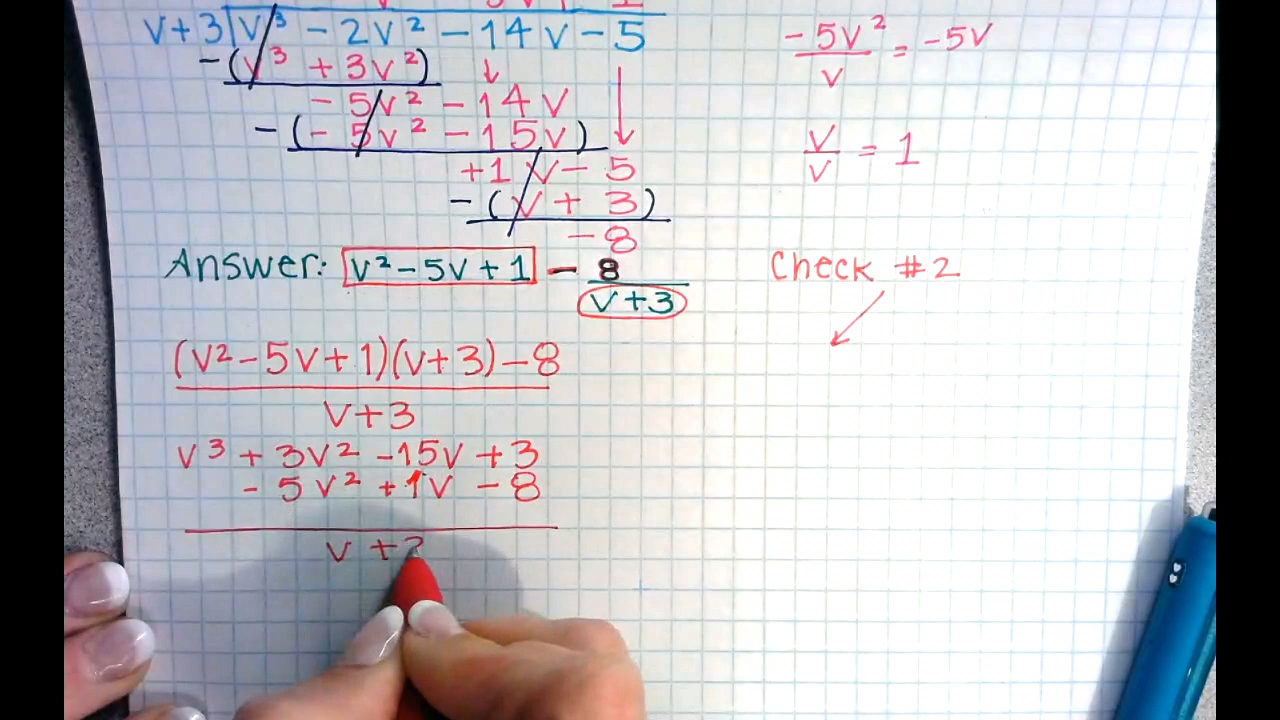 v+3 v³ − 2v² − 14v − 5
−(v³ + 3v²)
− 5v² − 14v
−(− 5v² − 15v)
+1v − 5
−(v + 3)
−8
Answer: v² − 5v + 1 − 8
v+3
(v² − 5v + 1)(v+3) − 8
v+3
v³ + 3v² − 15v + 3
− 5v² + 1v − 8
v +
−5v² = −5v
v
v = 1
v
Check #2